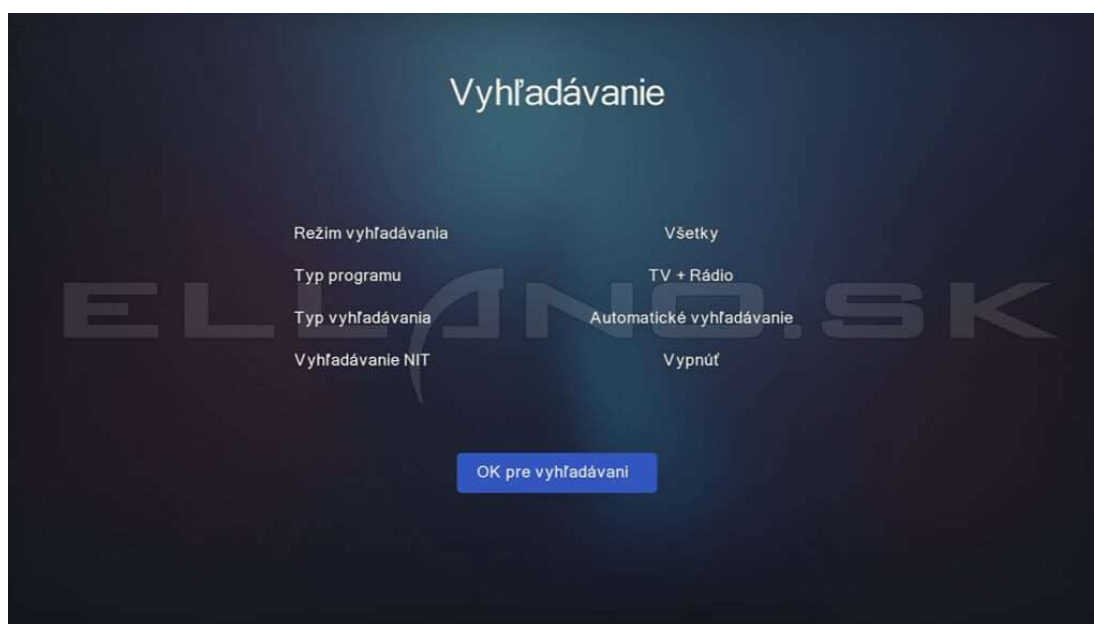 Vyhľadávanie
Režim vyhľadávania Všetky
Typ programu TV + Rádio
Typ vyhľadávania Automatické vyhľadávanie
Vyhľadávanie NIT Vypnúť
OK pre vyhľadávani
ELLANO.SK